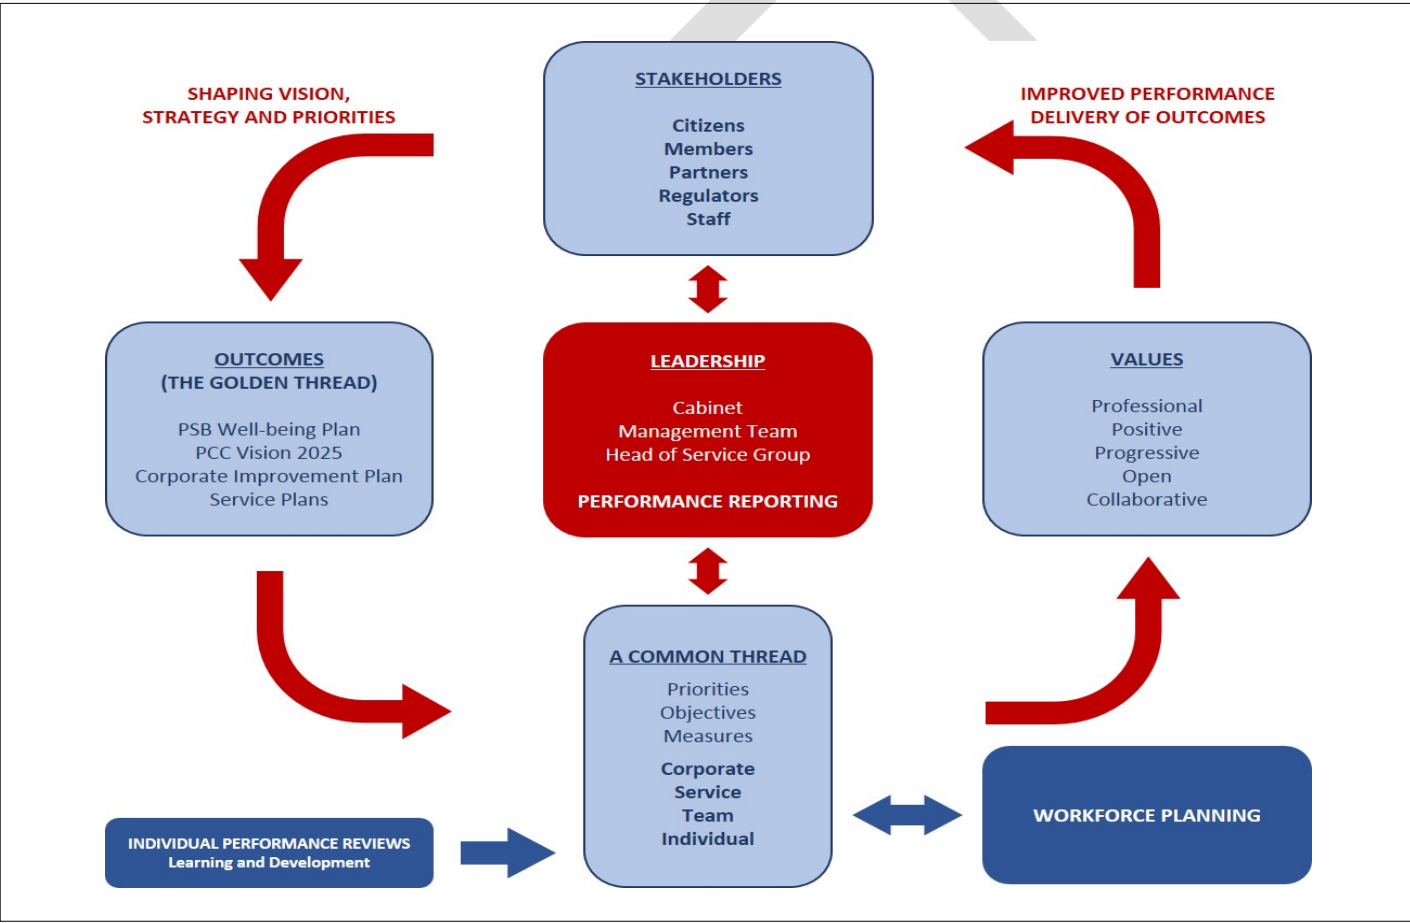 SHAPING VISION,
STRATEGY AND PRIORITIES
STAKEHOLDERS
Citizens
Members
Partners
Regulators
Staff
IMPROVED PERFORMANCE
DELIVERY OF OUTCOMES
OUTCOMES
(THE GOLDEN THREAD)
PSB Well-being Plan
PCC Vision 2025
Corporate Improvement Plan
Service Plans
LEADERSHIP
Cabinet
Management Team
Head of Service Group
PERFORMANCE REPORTING
VALUES
Professional
Positive
Progressive
Open
Collaborative
A COMMON THREAD
Priorities
Objectives
Measures
Corporate
Service
Team
Individual
INDIVIDUAL PERFORMANCE REVIEWS
Learning and Development
WORKFORCE PLANNING